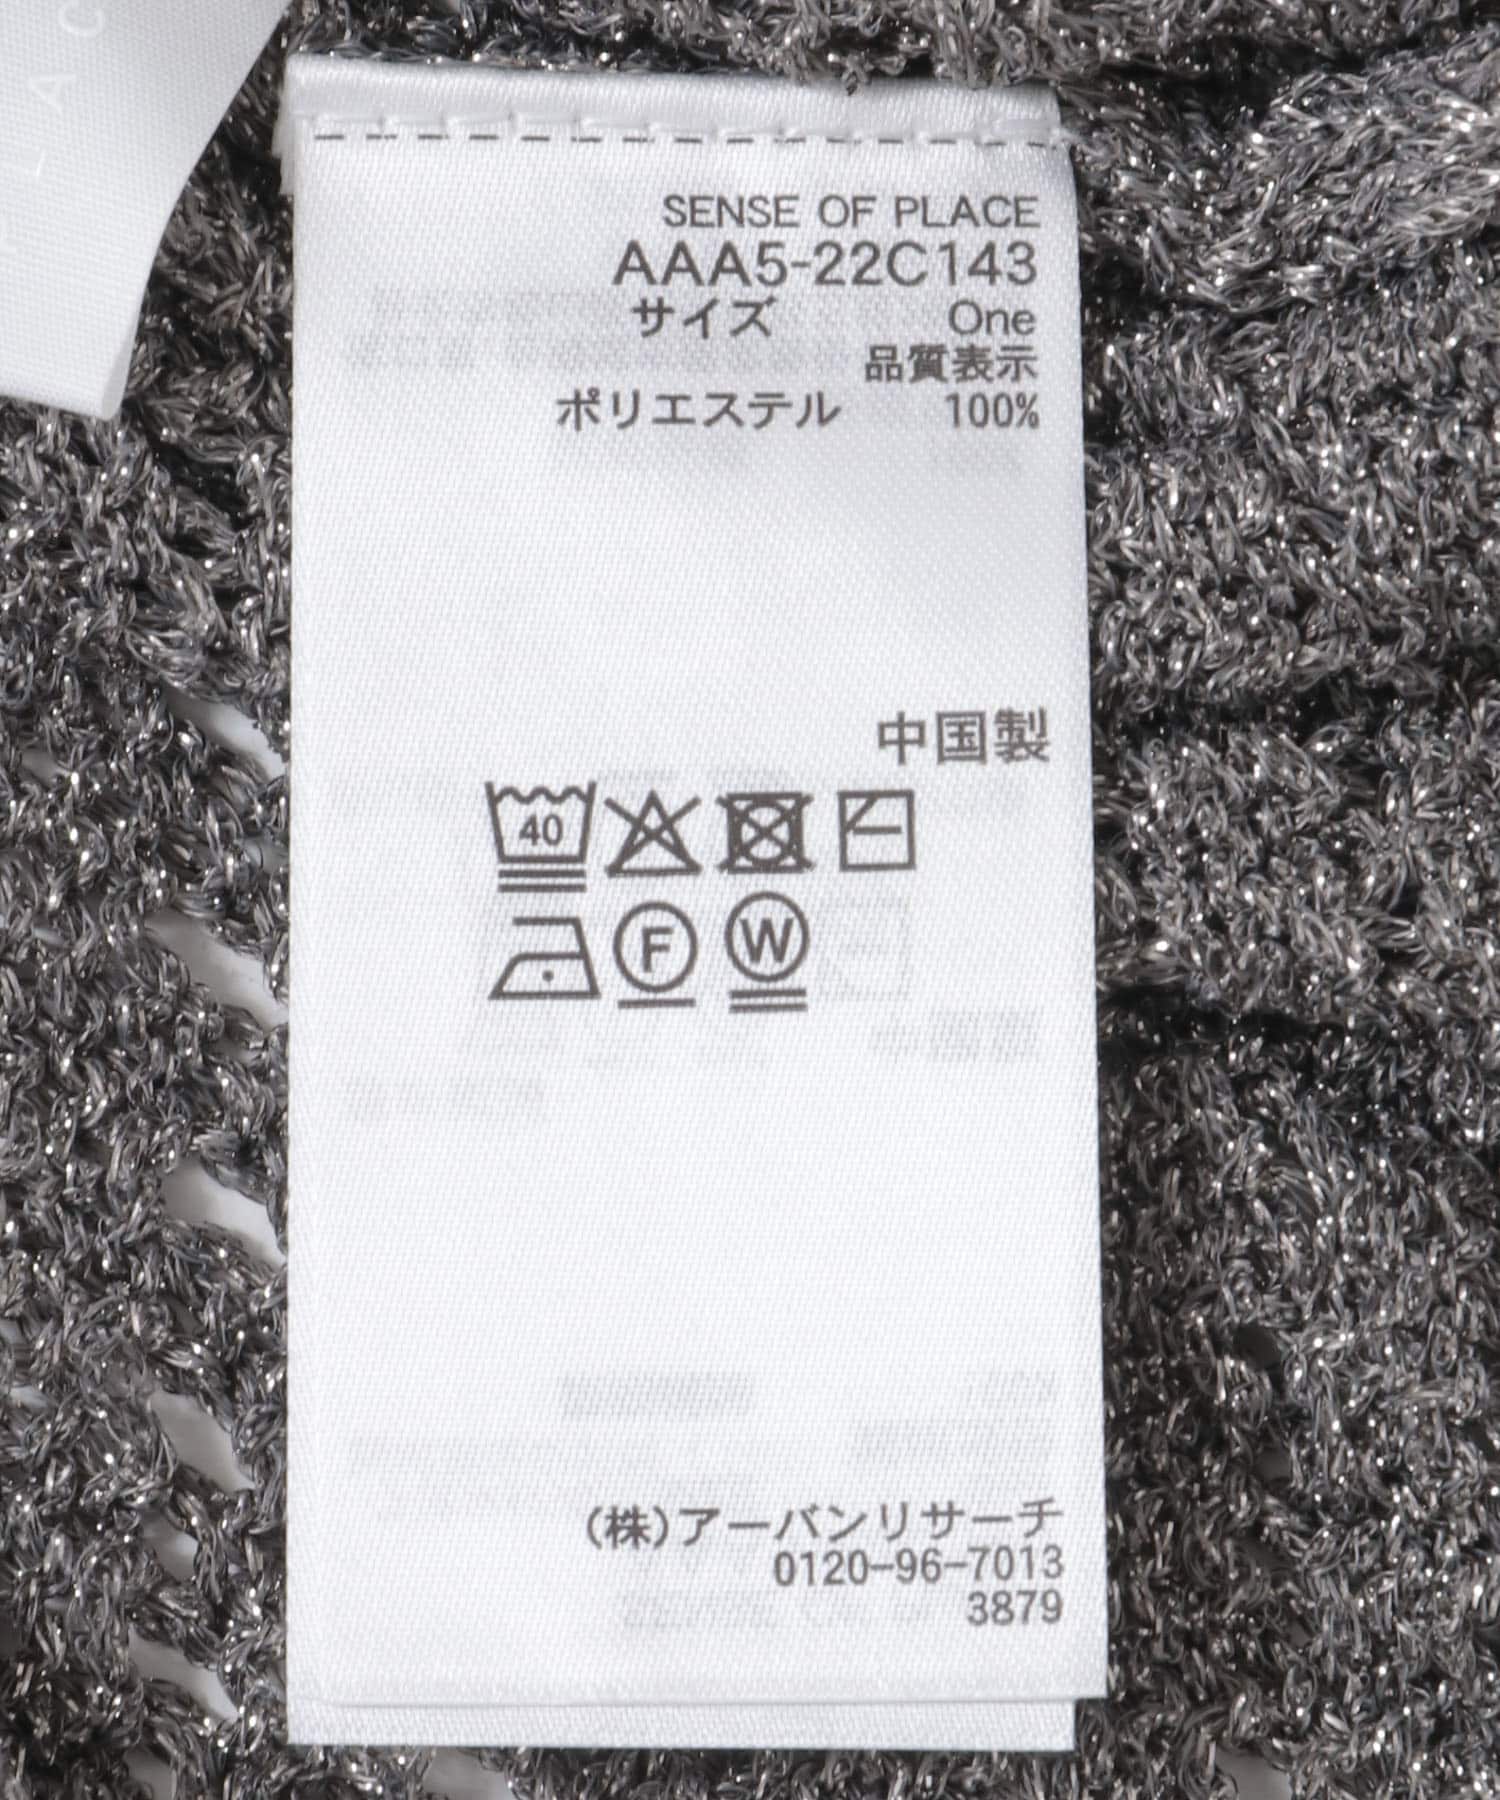 PLAC
SENSE OF PLACE
AAA5-22C143
サイズ One
品質表示
ポリエステル 100%
中国製
40
F W
(株)アーバンリサーチ
0120-96-7013
3879